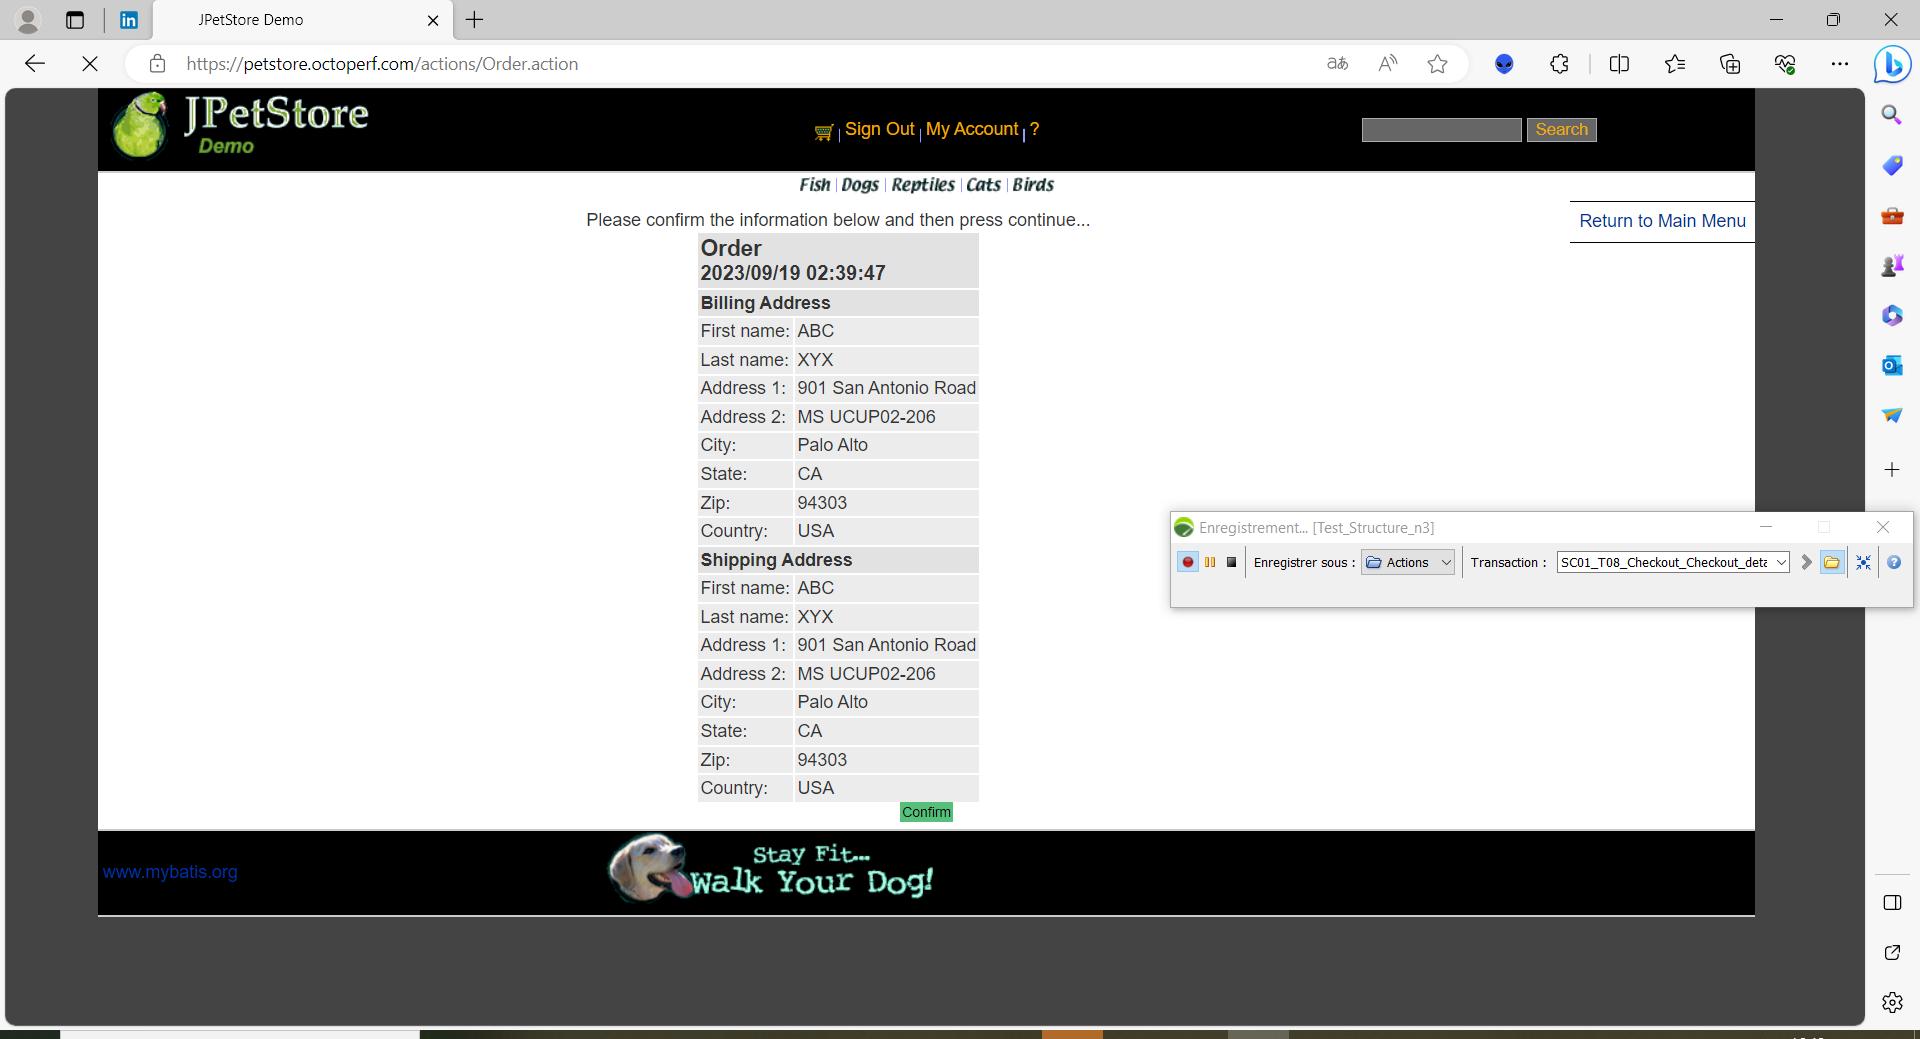 JPetStore Demo
https://petstore.octoperf.com/actions/Order.action
JPetStore
Demo
Sign Out | My Account | ?
Search
Fish | Dogs | Reptiles | Cats | Birds
Please confirm the information below and then press continue...
Return to Main Menu
Order
2023/09/19 02:39:47
Billing Address
First name: ABC
Last name: XYX
Address 1: 901 San Antonio Road
Address 2: MS UCUP02-206
City: Palo Alto
State: CA
Zip: 94303
Country: USA
Shipping Address
First name: ABC
Last name: XYX
Address 1: 901 San Antonio Road
Address 2: MS UCUP02-206
City: Palo Alto
State: CA
Zip: 94303
Country: USA
Confirm
Enregistrement... [Test_Structure_n3]
Enregistrer sous : Actions Transaction : SC01_T08_Checkout_Checkout_deta
www.mybatis.org
Stay Fit...
Walk Your Dog!